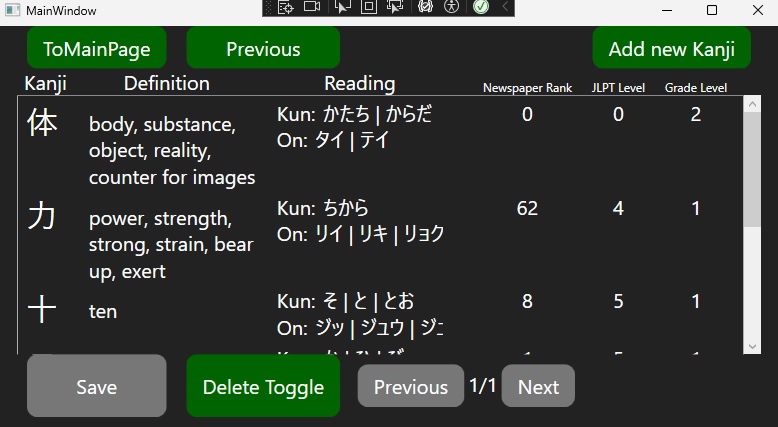 MainWindow
ToMainPage Previous Add new Kanji
Kanji Definition Reading Newspaper Rank JLPT Level Grade Level
体 body, substance, object, reality, counter for images Kun: かたち | からだ On: タイ | テイ 0 0 2
力 power, strength, strong, strain, bear up, exert Kun: ちから On: リイ | リキ | リョク 62 4 1
十 ten Kun: そ | と | とお On: ジッ | ジュウ | 8 5 1
Save Delete Toggle Previous 1/1 Next